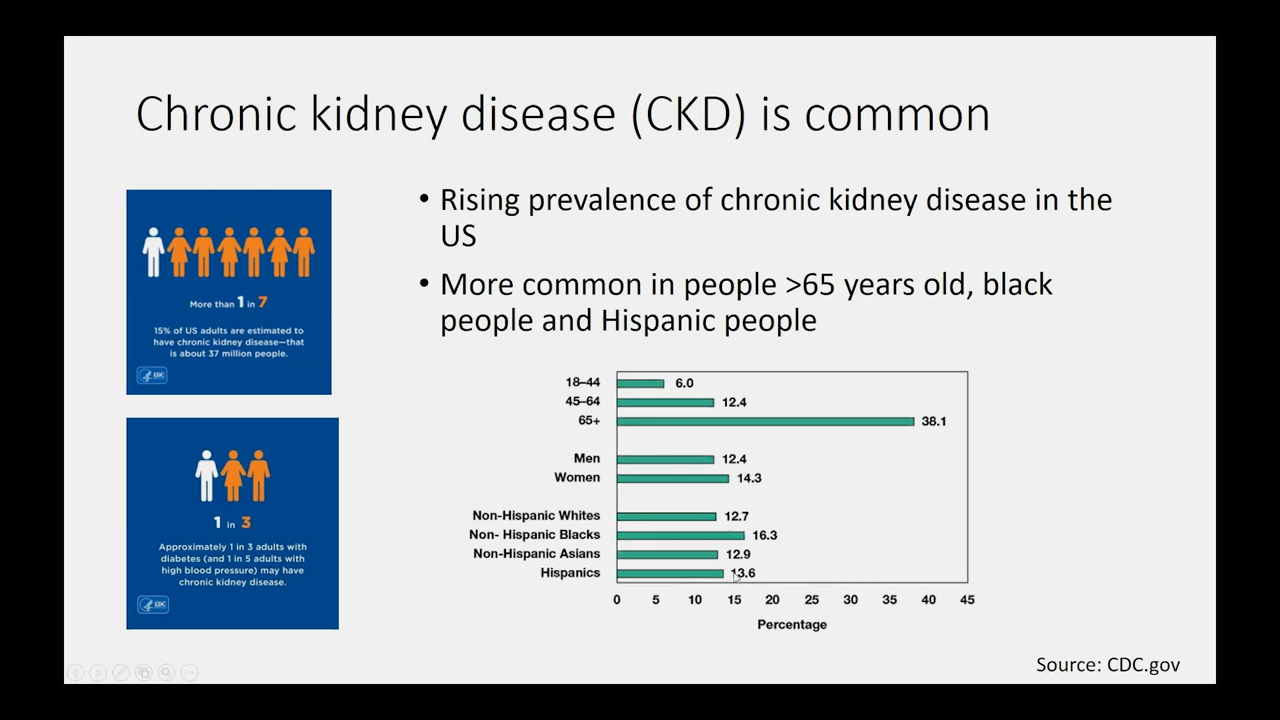 Chronic kidney disease (CKD) is common
More than 1 in 7
15% of US adults are estimated to
have chronic kidney disease—that
is about 37 million people.
CDC
1 in 3
Approximately 1 in 3 adults with
diabetes (and 1 in 5 adults with
high blood pressure) may have
chronic kidney disease.
CDC
• Rising prevalence of chronic kidney disease in the
US
• More common in people >65 years old, black
people and Hispanic people
18–44 6.0
45–64 12.4
65+ 38.1
Men 12.4
Women 14.3
Non-Hispanic Whites 12.7
Non- Hispanic Blacks 16.3
Non-Hispanic Asians 12.9
Hispanics 13.6
0 5 10 15 20 25 30 35 40 45
Percentage
Source: CDC.gov